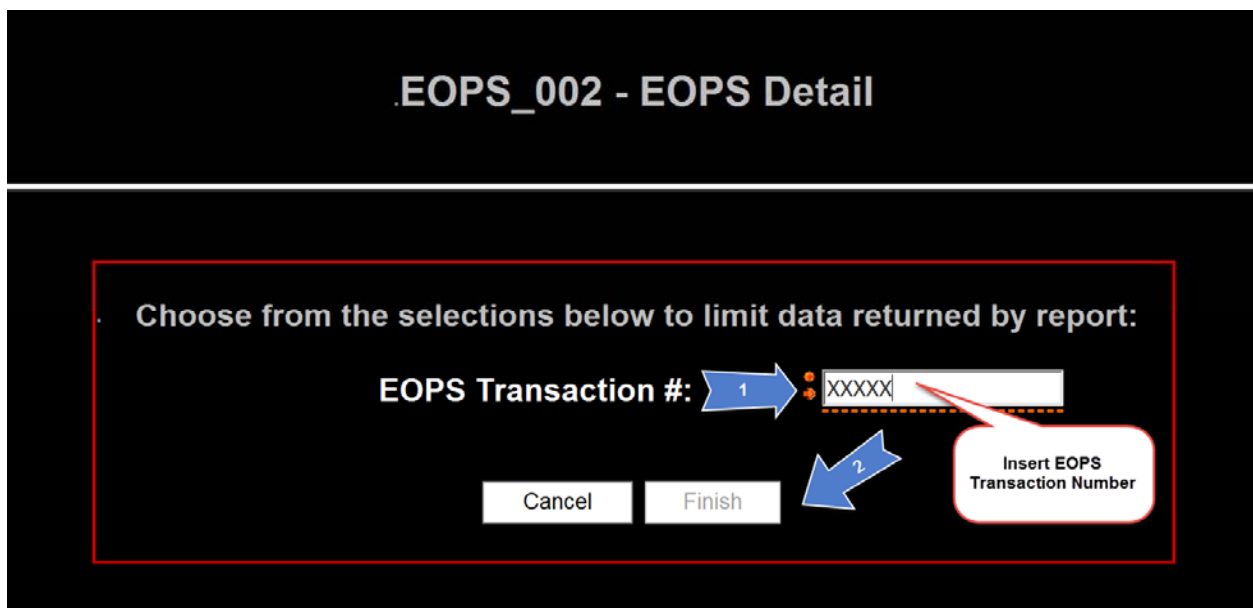 .EOPS_002 - EOPS Detail
Choose from the selections below to limit data returned by report:
EOPS Transaction #:
1
XXXXX
2
Insert EOPS
Transaction Number
Cancel
Finish